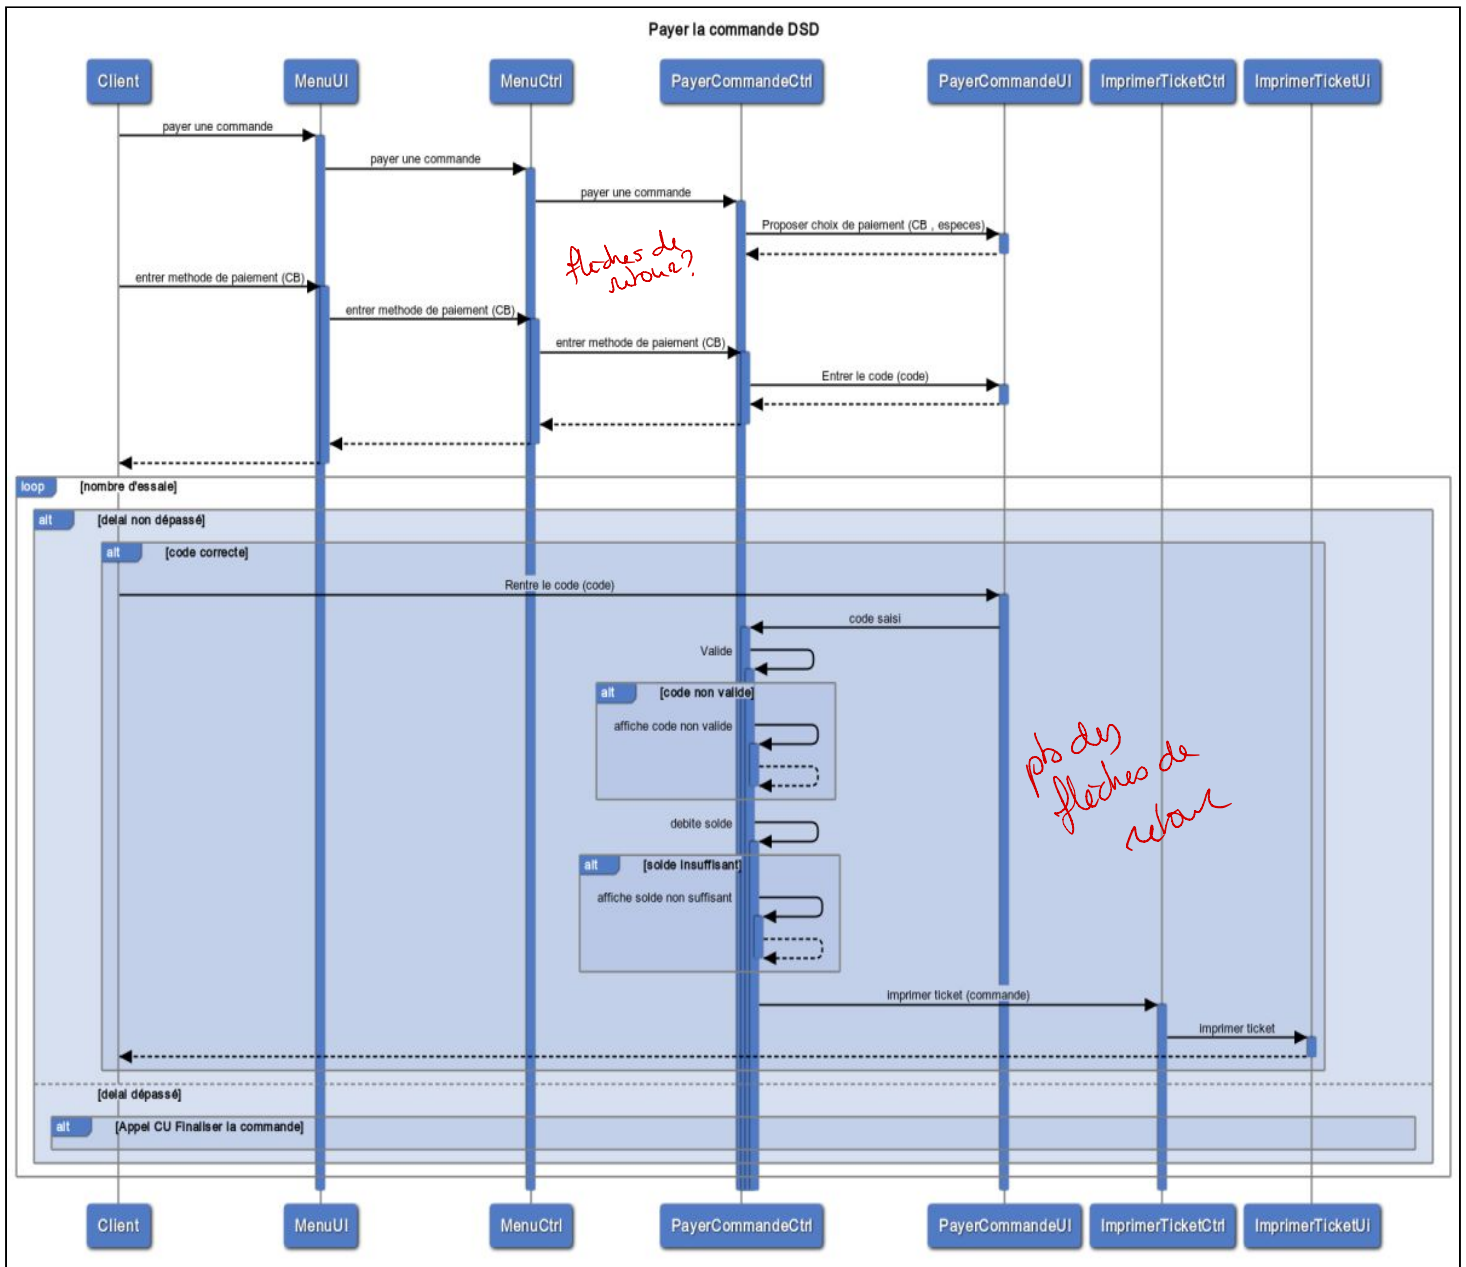 Payer la commande DSD
Client MenuUI MenuCtrl PayerCommandeCtrl PayerCommandeUI ImprimerTicketCtrl ImprimerTicketUi
payer une commande
payer une commande
payer une commande
Proposer choix de paiement (CB , especes)
flèches de
retour?
entrer methode de paiement (CB)
entrer methode de paiement (CB)
entrer methode de paiement (CB)
Entrer le code (code)
loop [nombre d'essaie]
alt [delai non dépassé]
alt [code correcte]
Rentre le code (code)
code saisi
Valide
alt [code non valide]
affiche code non valide
pb des
flèches de
retour
debite solde
alt [solde insuffisant]
affiche solde non suffisant
imprimer ticket (commande)
imprimer ticket
[delai dépassé]
alt [Appel CU Finaliser la commande]
Client MenuUI MenuCtrl PayerCommandeCtrl PayerCommandeUI ImprimerTicketCtrl ImprimerTicketUi